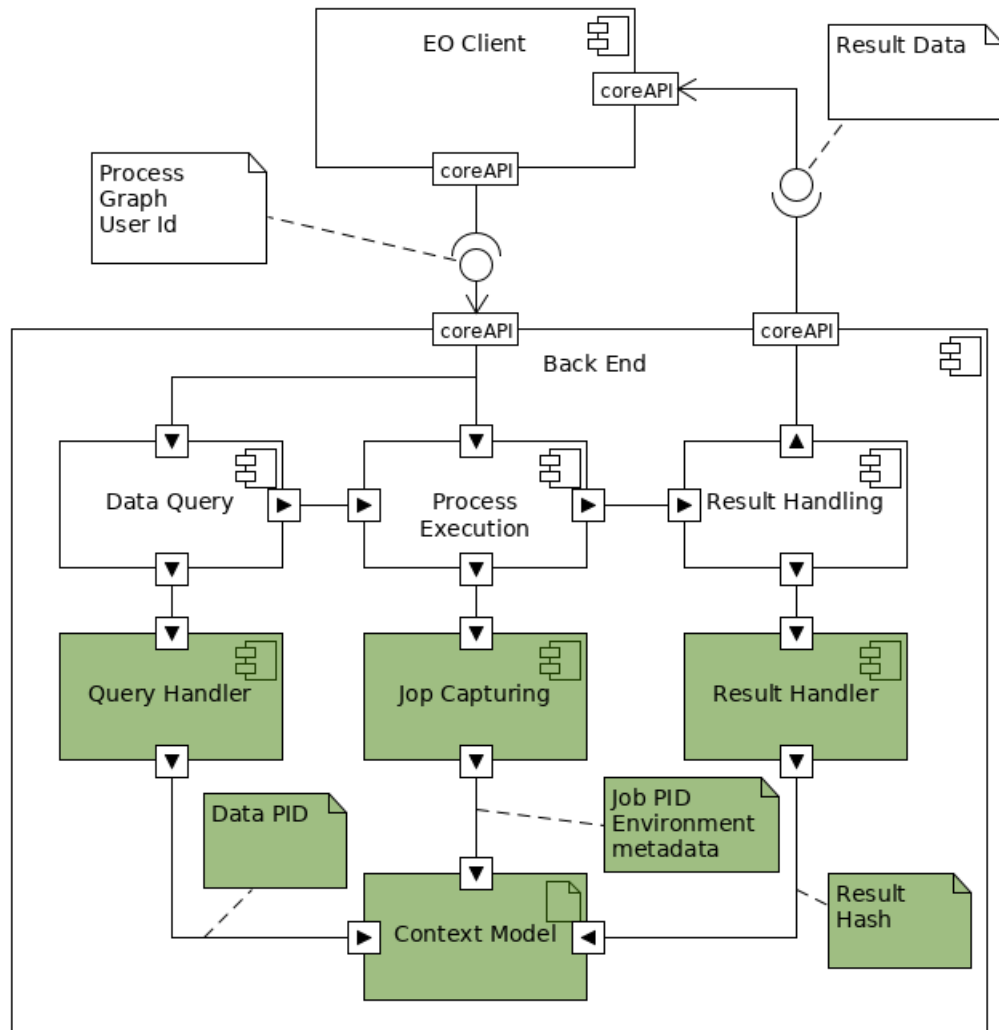 EO Client
Result Data
coreAPI
coreAPI
Process
Graph
User Id
coreAPI
coreAPI
Back End
Data Query
Process
Execution
Result Handling
Query Handler
Jop Capturing
Result Handler
Data PID
Job PID
Environment
metadata
Result
Hash
Context Model